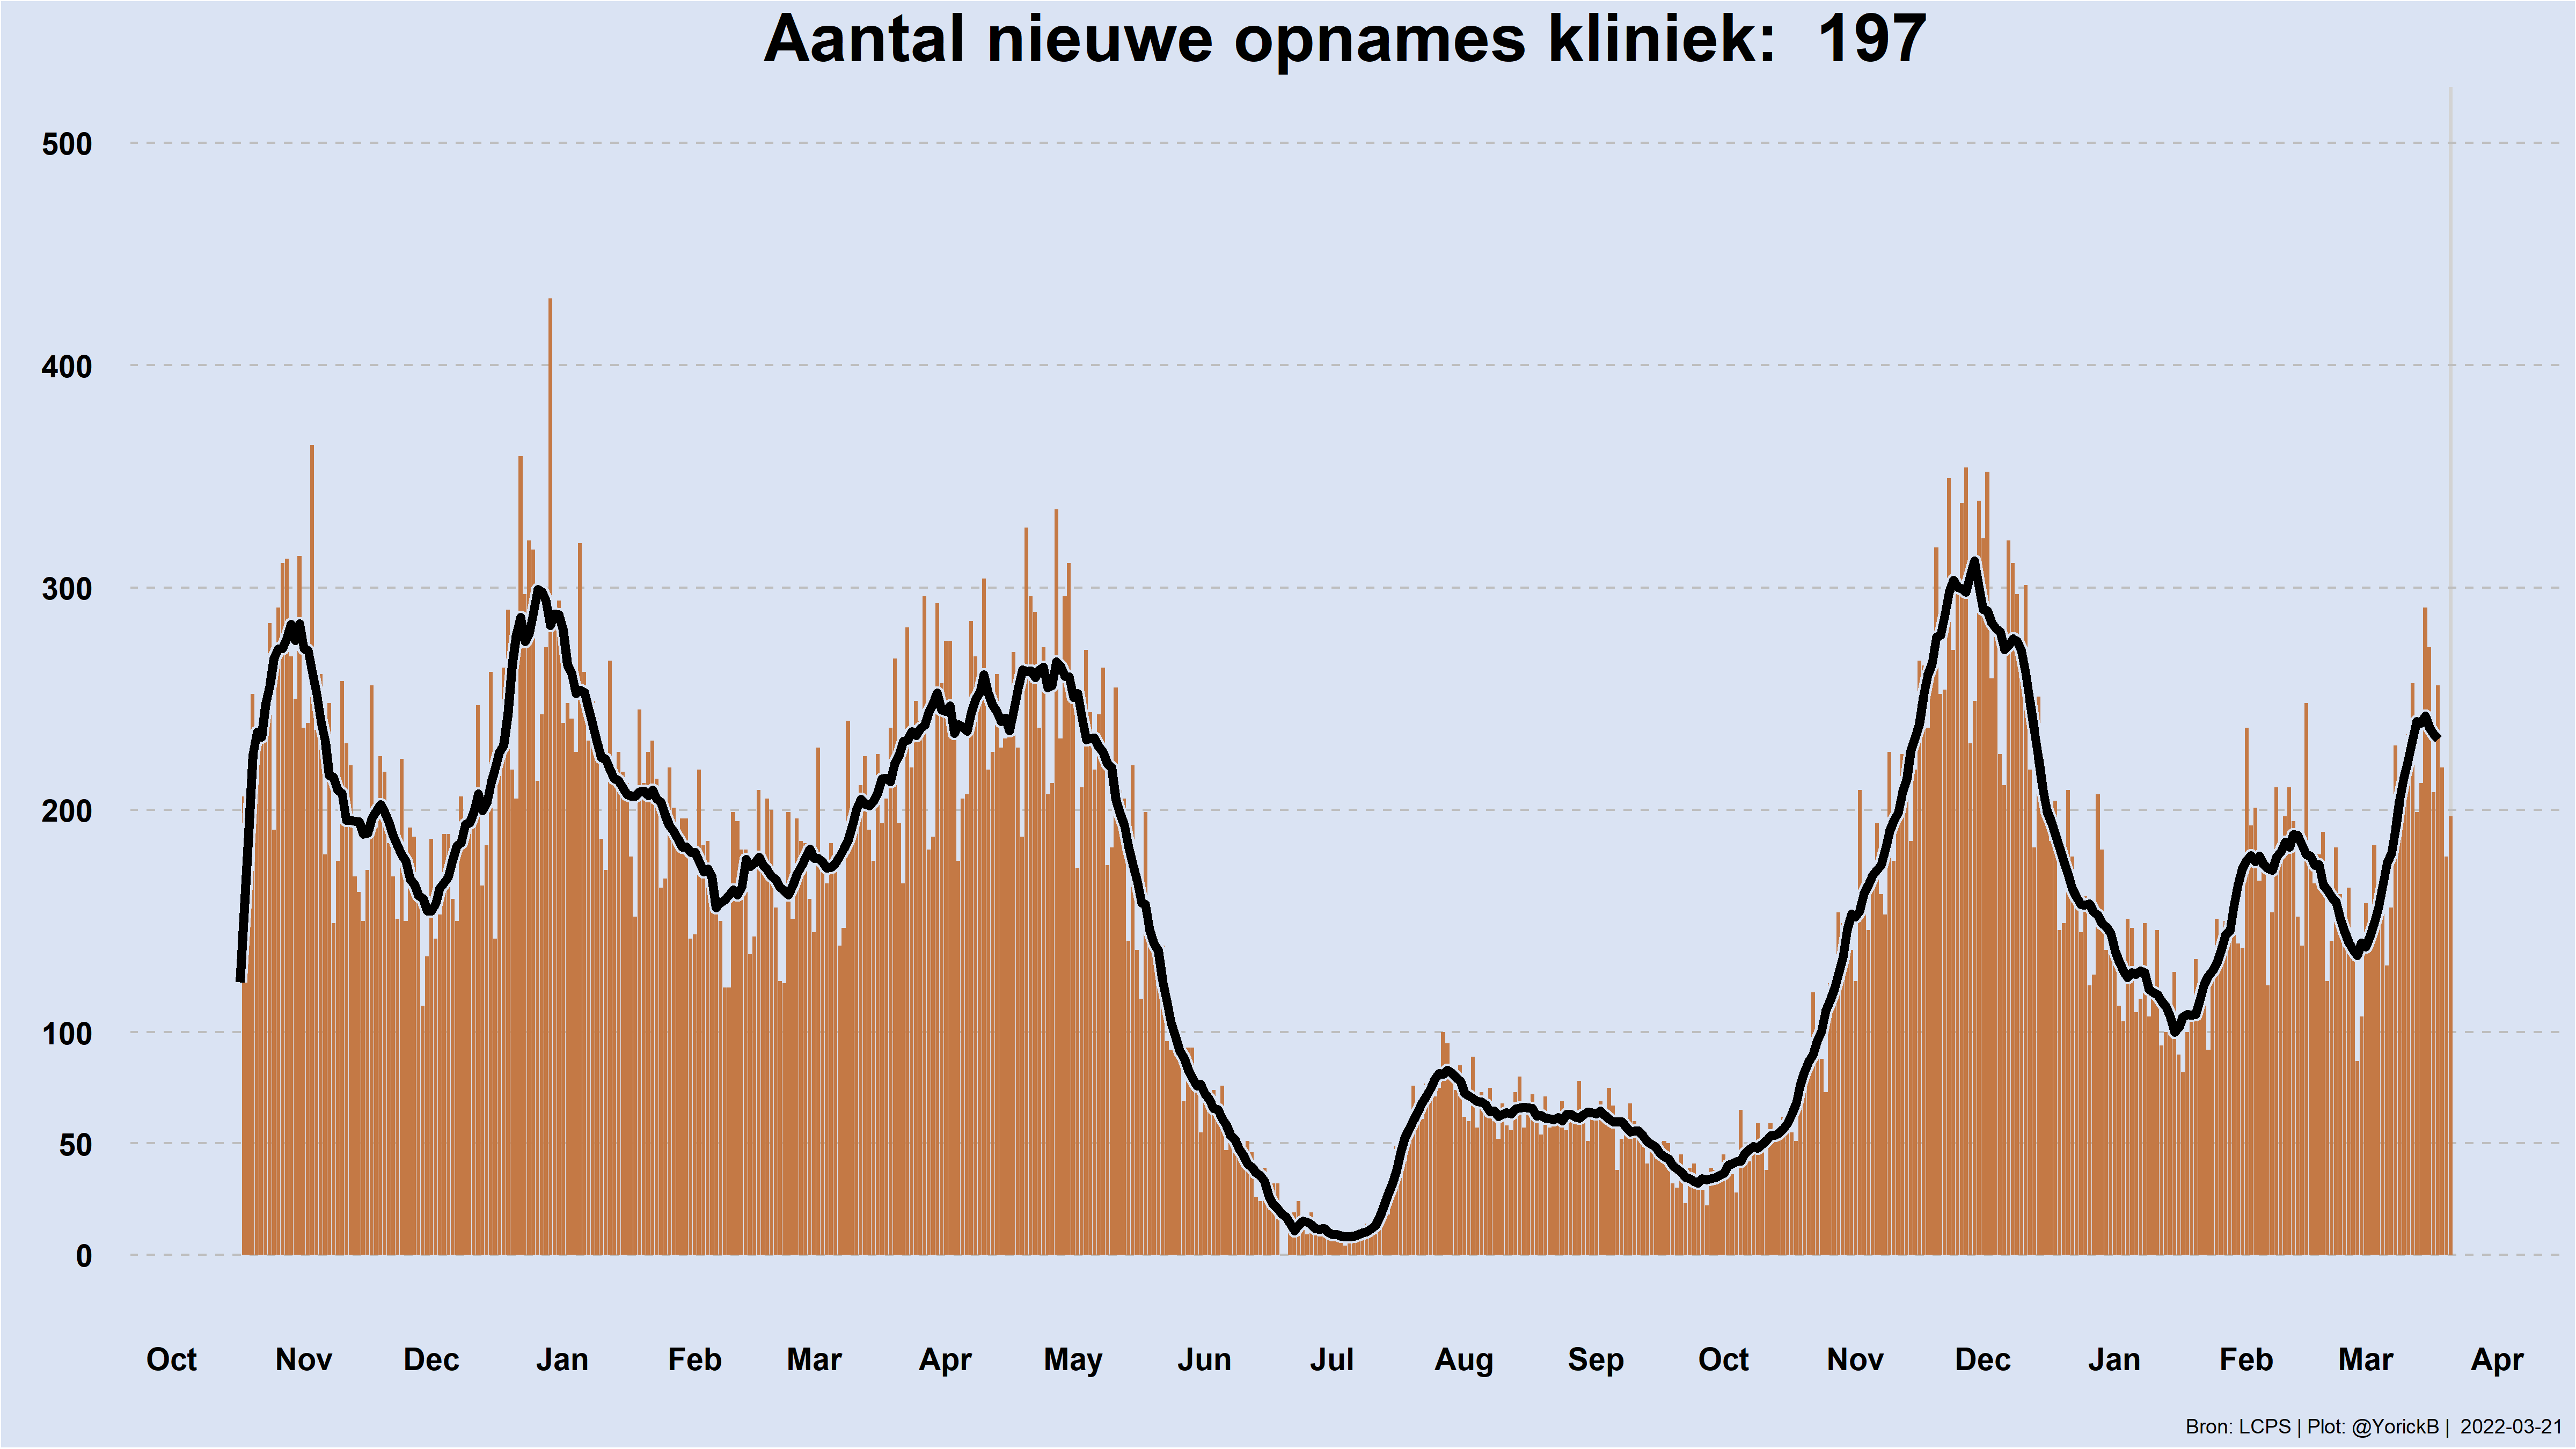 Aantal nieuwe opnames kliniek:  197
500
400
300
200
100
50
0
Oct Nov Dec Jan Feb Mar Apr May Jun Jul Aug Sep Oct Nov Dec Jan Feb Mar Apr
Bron: LCPS | Plot: @YorickB |  2022-03-21